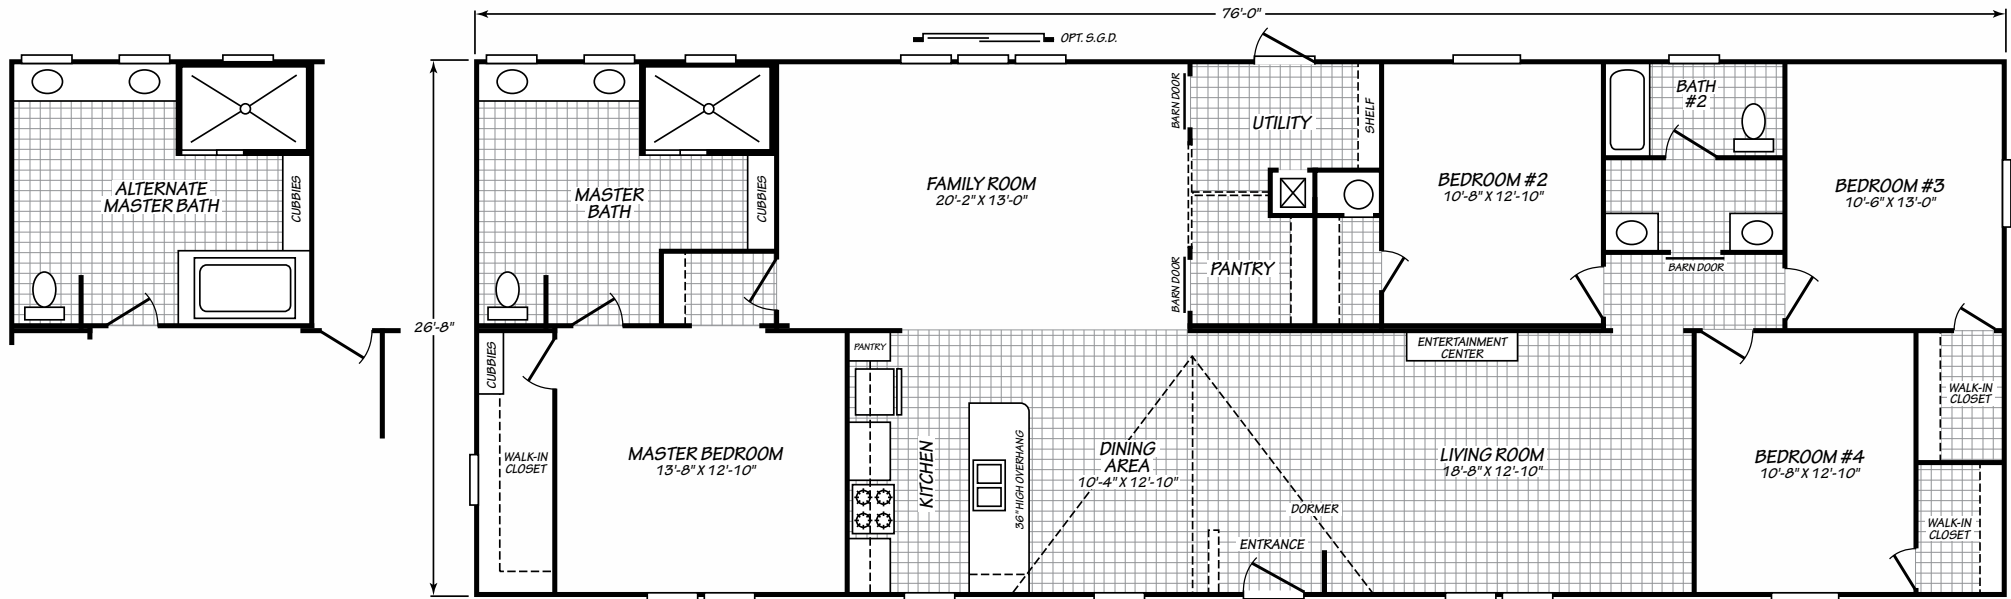 76'-0"
OPT. S.G.D.
ALTERNATE
MASTER BATH
CUBBIES
26'-8"
MASTER
BATH
CUBBIES
FAMILY ROOM
20'-2" X 13'-0"
BARN DOOR
UTILITY
SHELF
BARN DOOR
PANTRY
BEDROOM #2
10'-8" X 12'-10"
BATH
#2
BARN DOOR
BEDROOM #3
10'-6" X 13'-0"
CUBBIES
WALK-IN
CLOSET
MASTER BEDROOM
13'-8" X 12'-10"
PANTRY
KITCHEN
36" HIGH OVERHANG
DINING
AREA
10'-4" X 12'-10"
ENTERTAINMENT
CENTER
LIVING ROOM
18'-8" X 12'-10"
DORMER
ENTRANCE
BEDROOM #4
10'-8" X 12'-10"
WALK-IN
CLOSET
WALK-IN
CLOSET